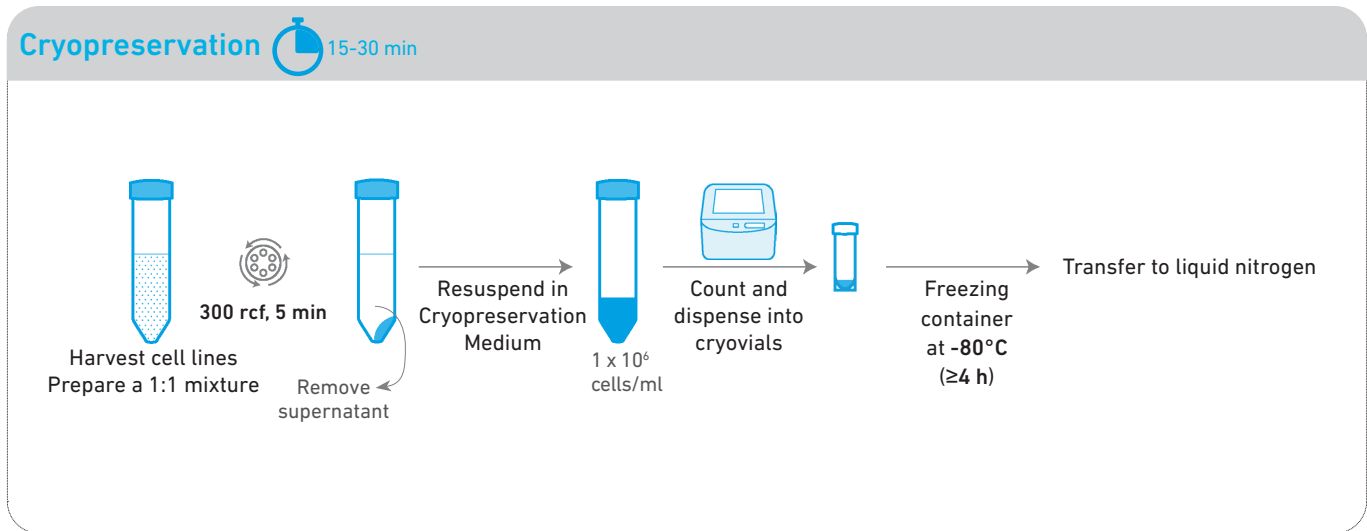 Cryopreservation
15-30 min
Harvest cell lines
Prepare a 1:1 mixture
300 rcf, 5 min
Remove
supernatant
Resuspend in
Cryopreservation
Medium
1 x 10⁶
cells/ml
Count and
dispense into
cryovials
Freezing
container
at -80°C
(≥4 h)
Transfer to liquid nitrogen